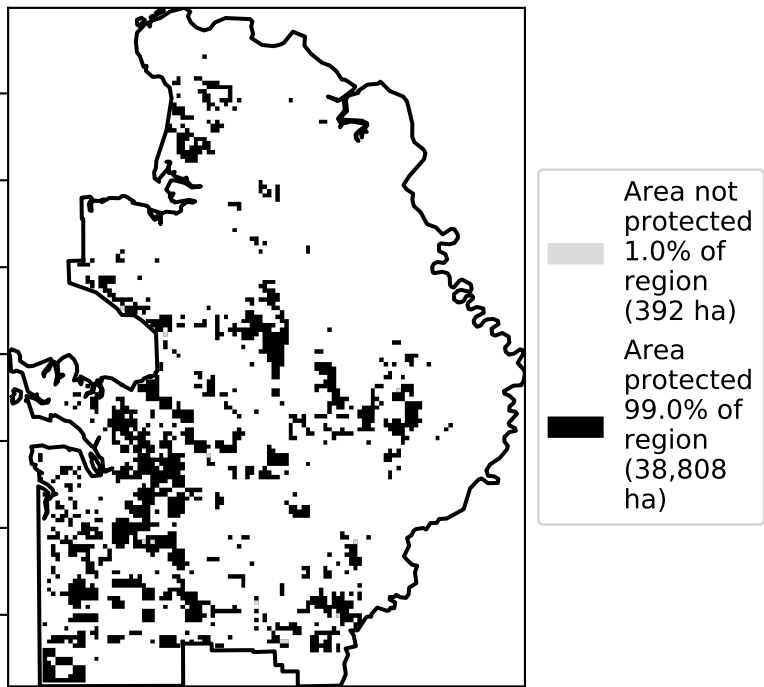 Area not
protected
1.0% of
region
(392 ha)
Area
protected
99.0% of
region
(38,808
ha)